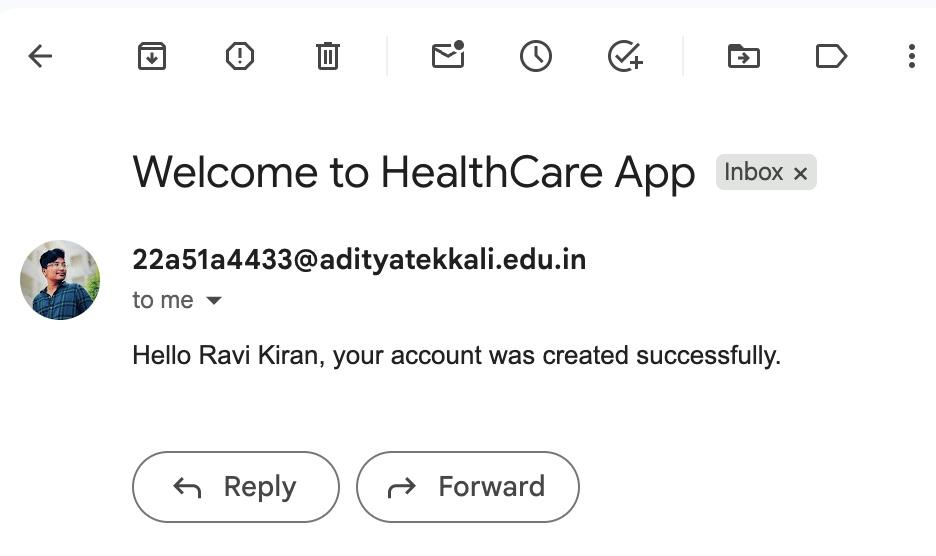 Welcome to HealthCare App Inbox ×
22a51a4433@adityatekkali.edu.in
to me
Hello Ravi Kiran, your account was created successfully.
Reply Forward